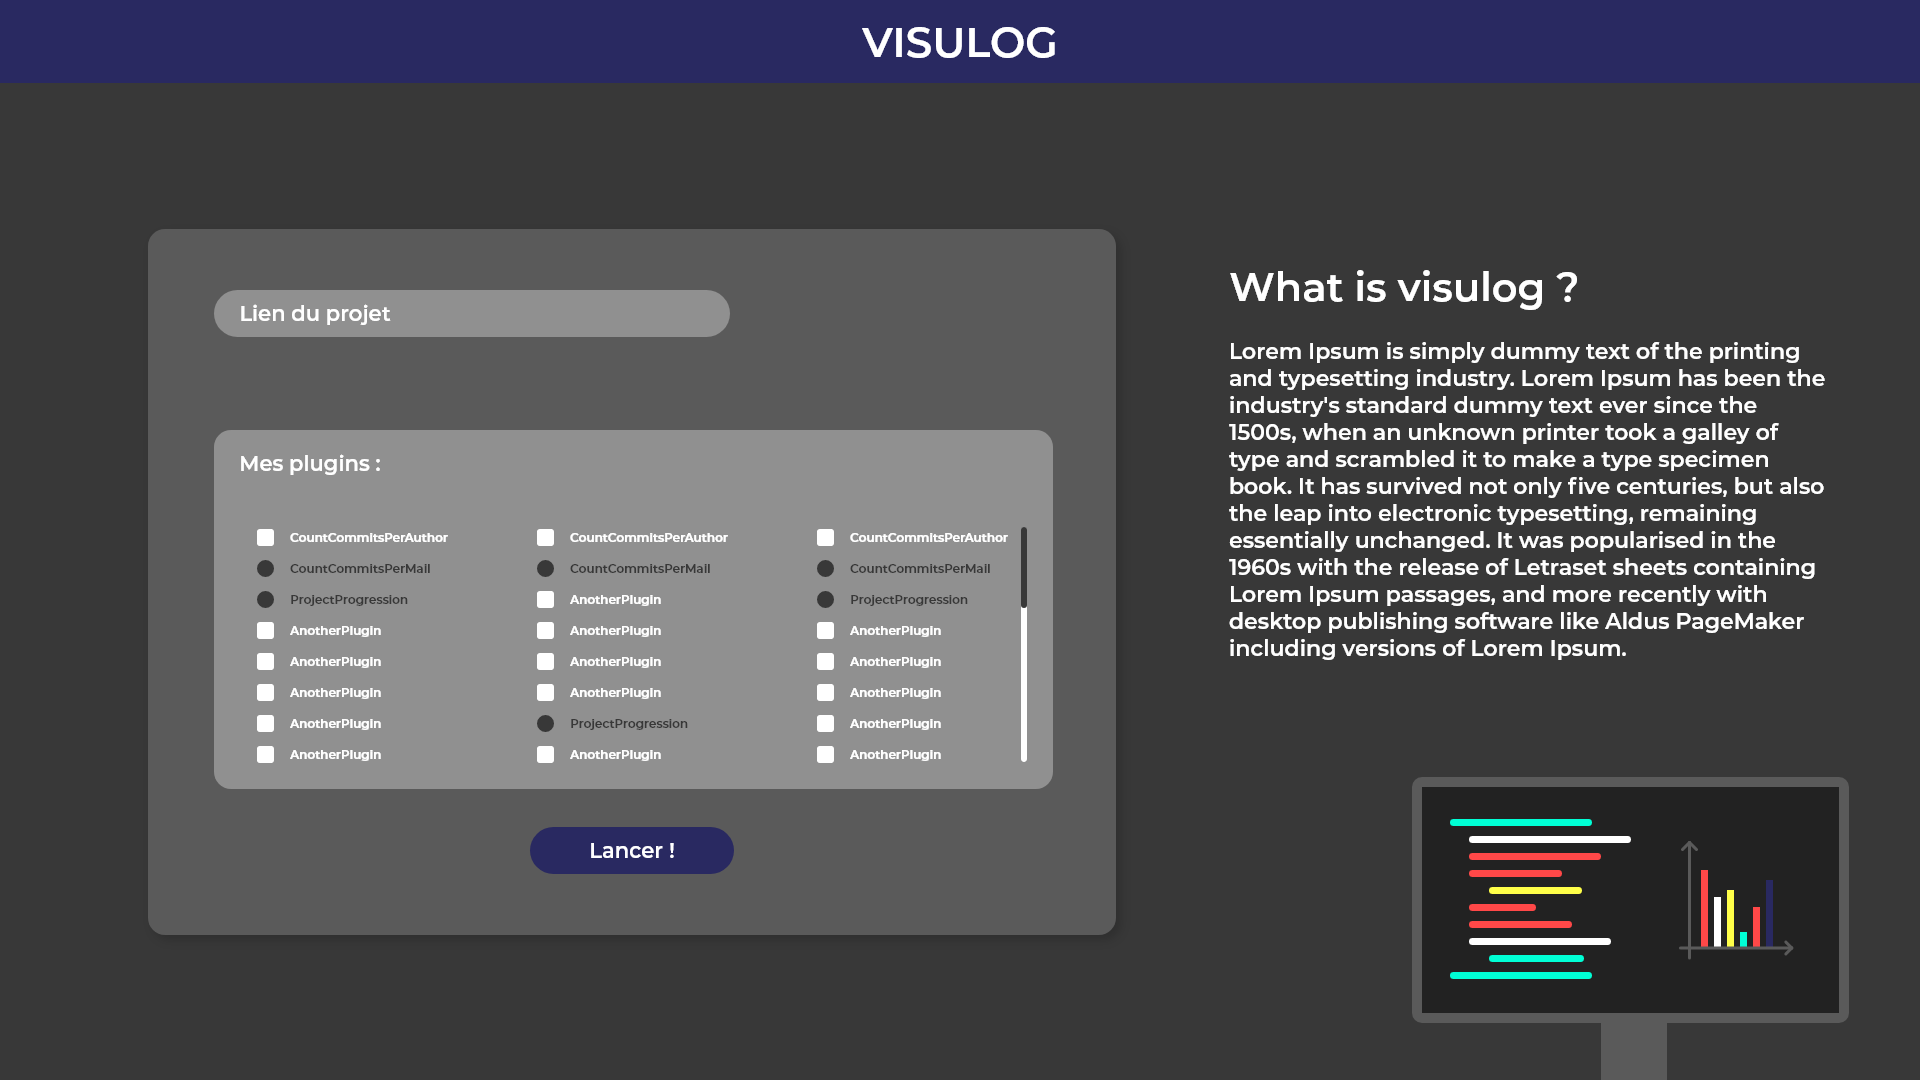 VISULOG
Lien du projet
Mes plugins :
CountCommitsPerAuthor
CountCommitsPerMail
ProjectProgression
AnotherPlugin
AnotherPlugin
AnotherPlugin
AnotherPlugin
AnotherPlugin
CountCommitsPerAuthor
CountCommitsPerMail
AnotherPlugin
AnotherPlugin
AnotherPlugin
AnotherPlugin
ProjectProgression
AnotherPlugin
CountCommitsPerAuthor
CountCommitsPerMail
ProjectProgression
AnotherPlugin
AnotherPlugin
AnotherPlugin
AnotherPlugin
AnotherPlugin
Lancer !
What is visulog ?
Lorem Ipsum is simply dummy text of the printing
and typesetting industry. Lorem Ipsum has been the
industry's standard dummy text ever since the
1500s, when an unknown printer took a galley of
type and scrambled it to make a type specimen
book. It has survived not only five centuries, but also
the leap into electronic typesetting, remaining
essentially unchanged. It was popularised in the
1960s with the release of Letraset sheets containing
Lorem Ipsum passages, and more recently with
desktop publishing software like Aldus PageMaker
including versions of Lorem Ipsum.